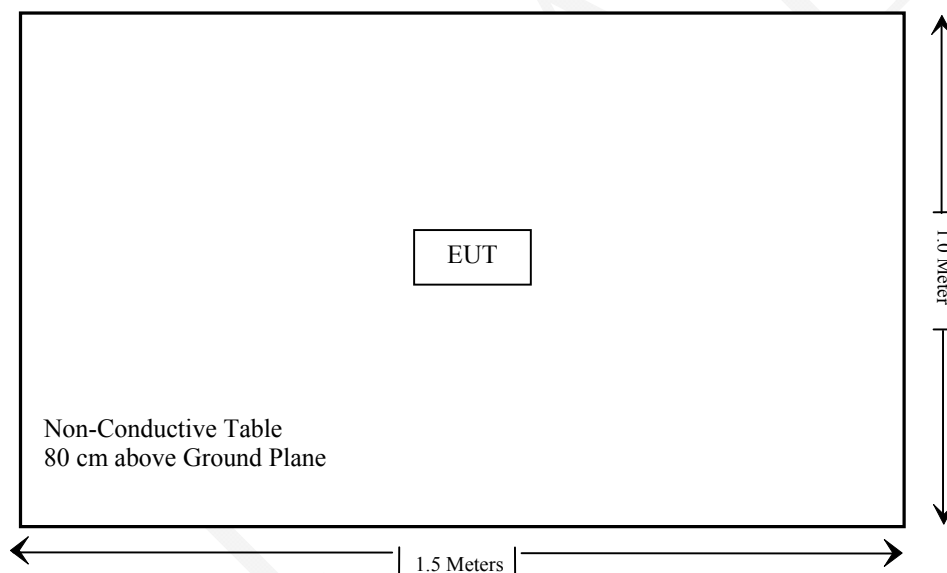 EUT
1.0 Meter
Non-Conductive Table
80 cm above Ground Plane
1.5 Meters